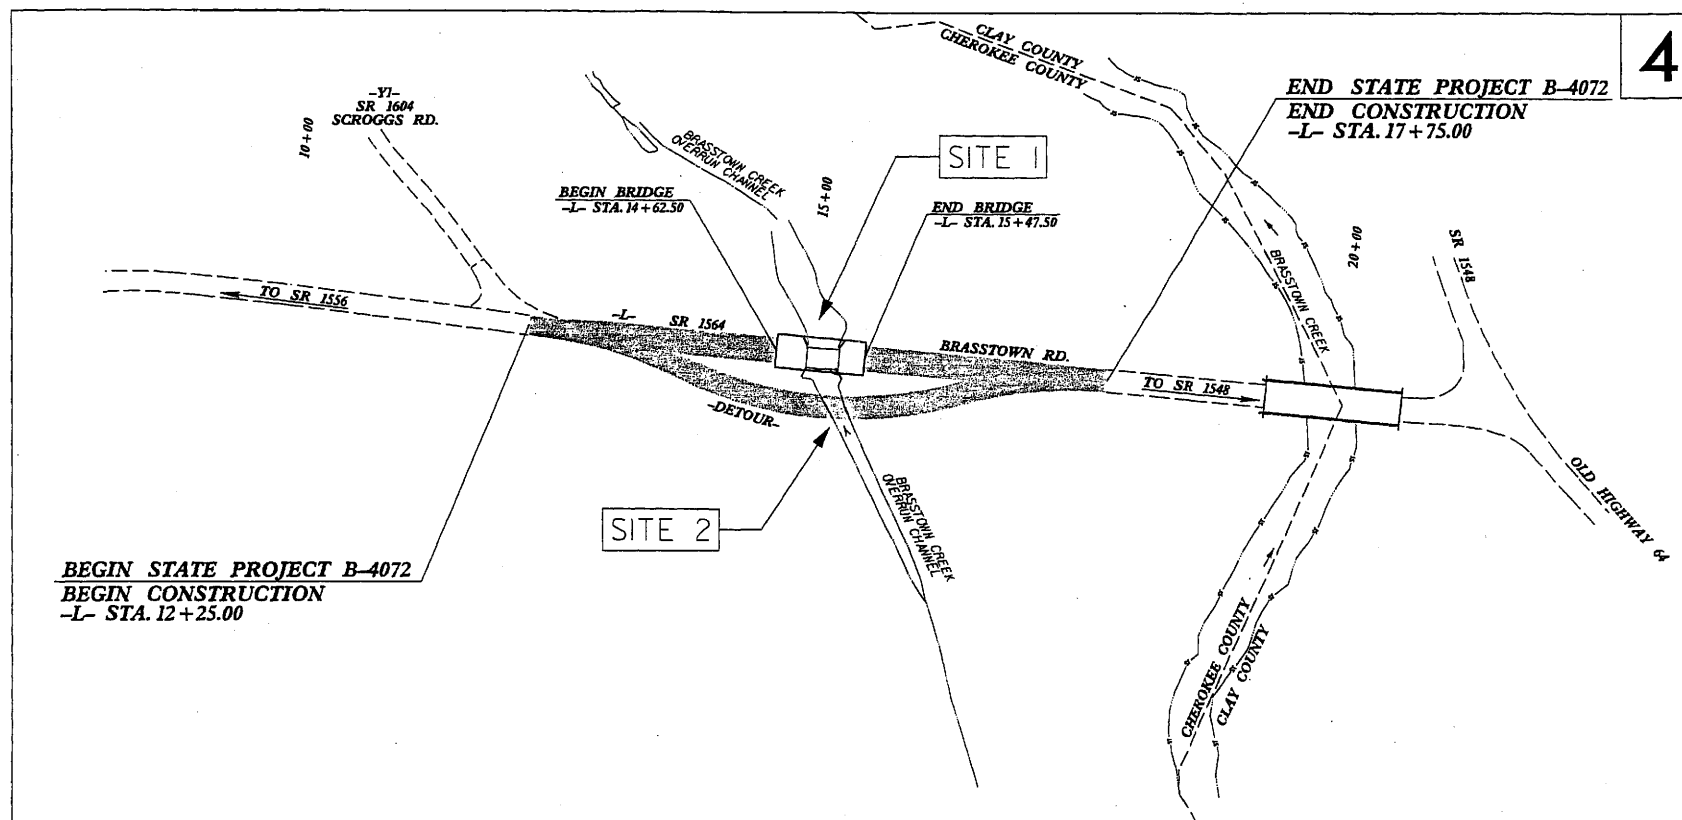 4
CLAY COUNTY
CHEROKEE COUNTY
END STATE PROJECT B-4072
END CONSTRUCTION
-L- STA. 17+75.00
-Y1-
SR 1604
SCROGGS RD.
10+00
BRASSTOWN CREEK
OVERRUN CHANNEL
SITE 1
BEGIN BRIDGE
-L- STA. 14+62.50
15+00
END BRIDGE
-L- STA. 15+47.50
20+00
SR 1548
BRASSTOWN CREEK
TO SR 1556
-L- SR 1564
BRASSTOWN RD.
TO SR 1548
-DETOUR-
OLD HIGHWAY 64
SITE 2
BRASSTOWN CREEK
OVERRUN CHANNEL
BEGIN STATE PROJECT B-4072
BEGIN CONSTRUCTION
-L- STA. 12+25.00
CHEROKEE COUNTY
CLAY COUNTY